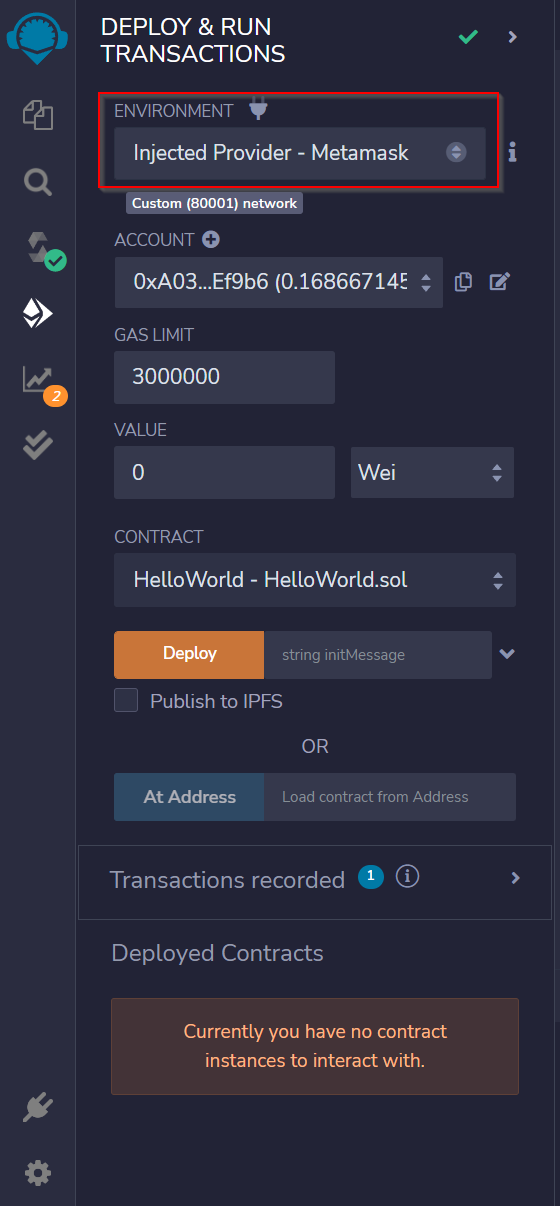 DEPLOY & RUN
TRANSACTIONS
ENVIRONMENT
Injected Provider - Metamask
Custom (80001) network
ACCOUNT
0xA03...Ef9b6 (0.168667145
GAS LIMIT
3000000
VALUE
0 Wei
CONTRACT
HelloWorld - HelloWorld.sol
Deploy string initMessage
Publish to IPFS
OR
At Address Load contract from Address
Transactions recorded 1
Deployed Contracts
Currently you have no contract
instances to interact with.
2